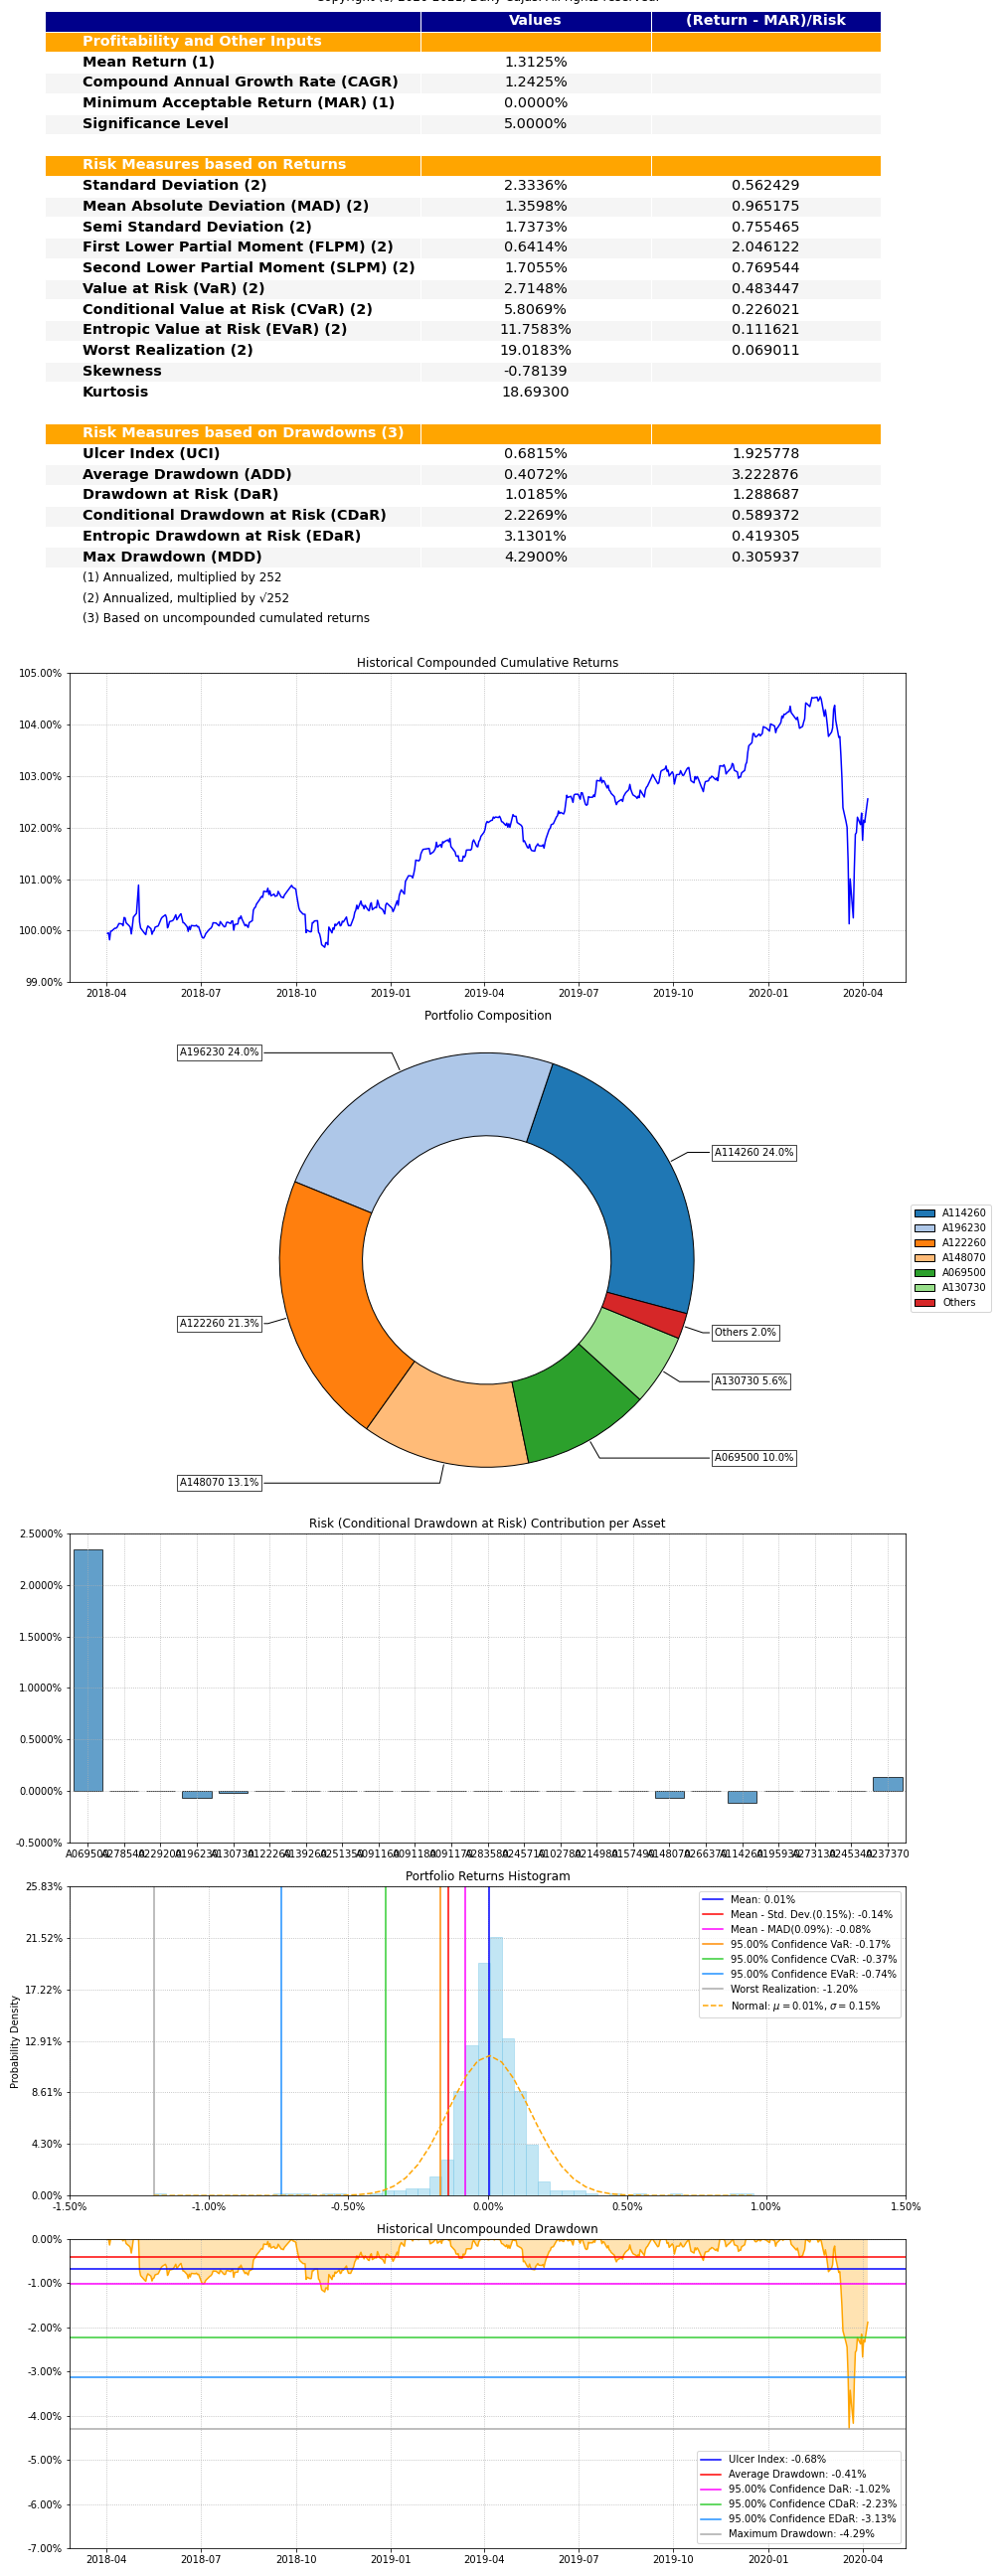 Copyright (c) 2020-2021, Dany Cajas. All rights reserved.
Values (Return - MAR)/Risk
Profitability and Other Inputs
Mean Return (1) 1.3125%
Compound Annual Growth Rate (CAGR) 1.2425%
Minimum Acceptable Return (MAR) (1) 0.0000%
Significance Level 5.0000%
Risk Measures based on Returns
Standard Deviation (2) 2.3336% 0.562429
Mean Absolute Deviation (MAD) (2) 1.3598% 0.965175
Semi Standard Deviation (2) 1.7373% 0.755465
First Lower Partial Moment (FLPM) (2) 0.6414% 2.046122
Second Lower Partial Moment (SLPM) (2) 1.7055% 0.769544
Value at Risk (VaR) (2) 2.7148% 0.483447
Conditional Value at Risk (CVaR) (2) 5.8069% 0.226021
Entropic Value at Risk (EVaR) (2) 11.7583% 0.111621
Worst Realization (2) 19.0183% 0.069011
Skewness -0.78139
Kurtosis 18.69300
Risk Measures based on Drawdowns (3)
Ulcer Index (UCI) 0.6815% 1.925778
Average Drawdown (ADD) 0.4072% 3.222876
Drawdown at Risk (DaR) 1.0185% 1.288687
Conditional Drawdown at Risk (CDaR) 2.2269% 0.589372
Entropic Drawdown at Risk (EDaR) 3.1301% 0.419305
Max Drawdown (MDD) 4.2900% 0.305937
(1) Annualized, multiplied by 252
(2) Annualized, multiplied by √252
(3) Based on uncompounded cumulated returns
Historical Compounded Cumulative Returns
105.00%
104.00%
103.00%
102.00%
101.00%
100.00%
99.00%
2018-04 2018-07 2018-10 2019-01 2019-04 2019-07 2019-10 2020-01 2020-04
Portfolio Composition
A196230 24.0%
A114260 24.0%
A122260 21.3%
A148070 13.1%
A069500 10.0%
A130730 5.6%
Others 2.0%
A114260
A196230
A122260
A148070
A069500
A130730
Others
Risk (Conditional Drawdown at Risk) Contribution per Asset
2.5000%
2.0000%
1.5000%
1.0000%
0.5000%
0.0000%
-0.5000%
A237370
Portfolio Returns Histogram
Probability Density
25.83%
21.52%
17.22%
12.91%
8.61%
4.30%
0.00%
-1.50% -1.00% -0.50% 0.00% 0.50% 1.00% 1.50%
Mean: 0.01%
Mean - Std. Dev.(0.15%): -0.14%
Mean - MAD(0.09%): -0.08%
95.00% Confidence VaR: -0.17%
95.00% Confidence CVaR: -0.37%
95.00% Confidence EVaR: -0.74%
Worst Realization: -1.20%
Normal: μ = 0.01%, σ = 0.15%
Historical Uncompounded Drawdown
0.00%
-1.00%
-2.00%
-3.00%
-4.00%
-5.00%
-6.00%
-7.00%
Ulcer Index: -0.68%
Average Drawdown: -0.41%
95.00% Confidence DaR: -1.02%
95.00% Confidence CDaR: -2.23%
95.00% Confidence EDaR: -3.13%
Maximum Drawdown: -4.29%
2018-04 2018-07 2018-10 2019-01 2019-04 2019-07 2019-10 2020-01 2020-04